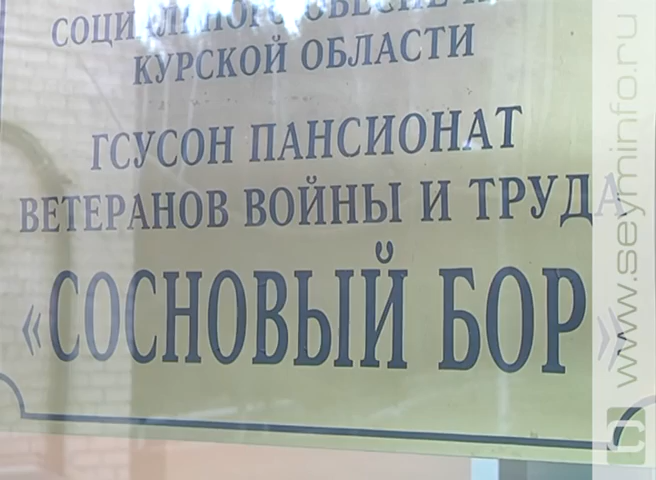 КУРСКОЙ ОБЛАСТИ
ГСУСОН ПАНСИОНАТ
ВЕТЕРАНОВ ВОЙНЫ И ТРУДА
«СОСНОВЫЙ БОР»
www.seyminfo.ru